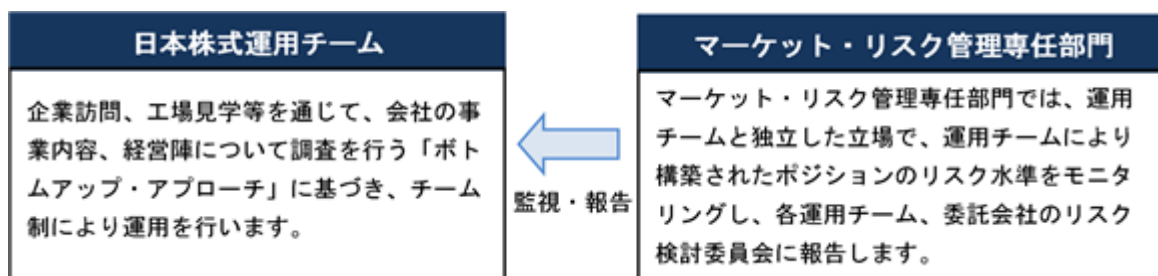 日本株式運用チーム
企業訪問、工場見学等を通じて、会社の事
業内容、経営陣について調査を行う「ボト
ムアップ・アプローチ」に基づき、チーム
制により運用を行います。
監視・報告
マーケット・リスク管理専任部門
マーケット・リスク管理専任部門では、運用
チームと独立した立場で、運用チームにより
構築されたポジションのリスク水準をモニタ
リングし、各運用チーム、委託会社のリスク
検討委員会に報告します。